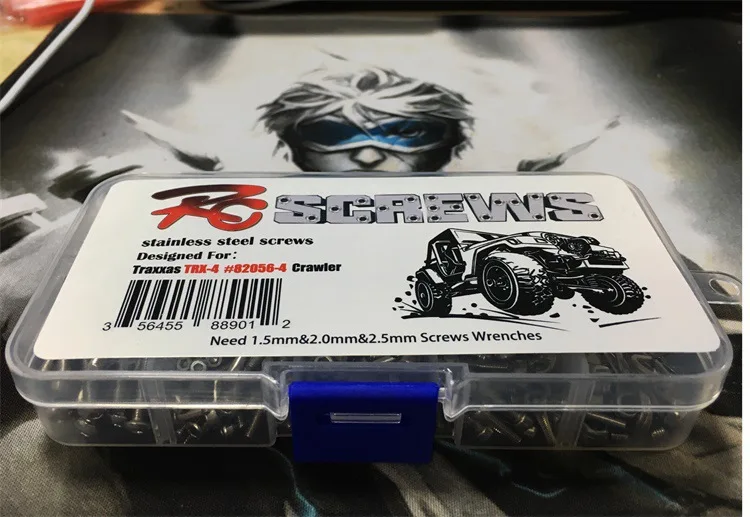 RC SCREWS
stainless steel screws
Designed For:
Traxxas TRX-4 #82056-4 Crawler
3 56455 88901 2
Need 1.5mm&2.0mm&2.5mm Screws Wrenches